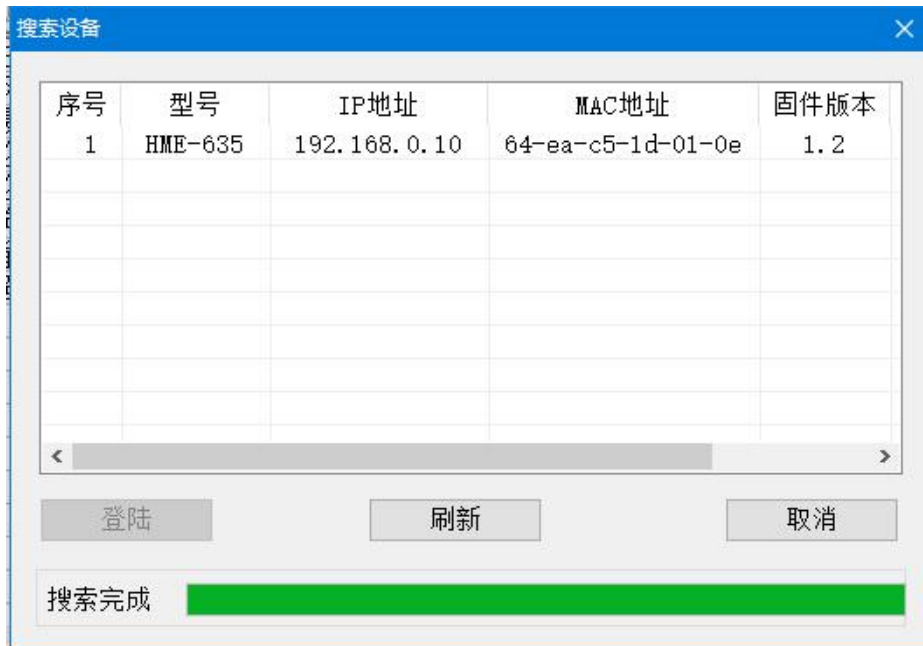 搜索设备
序号 型号 IP地址 MAC地址 固件版本
1 HME-635 192.168.0.10 64-ea-c5-1d-01-0e 1.2
登陆 刷新 取消
搜索完成